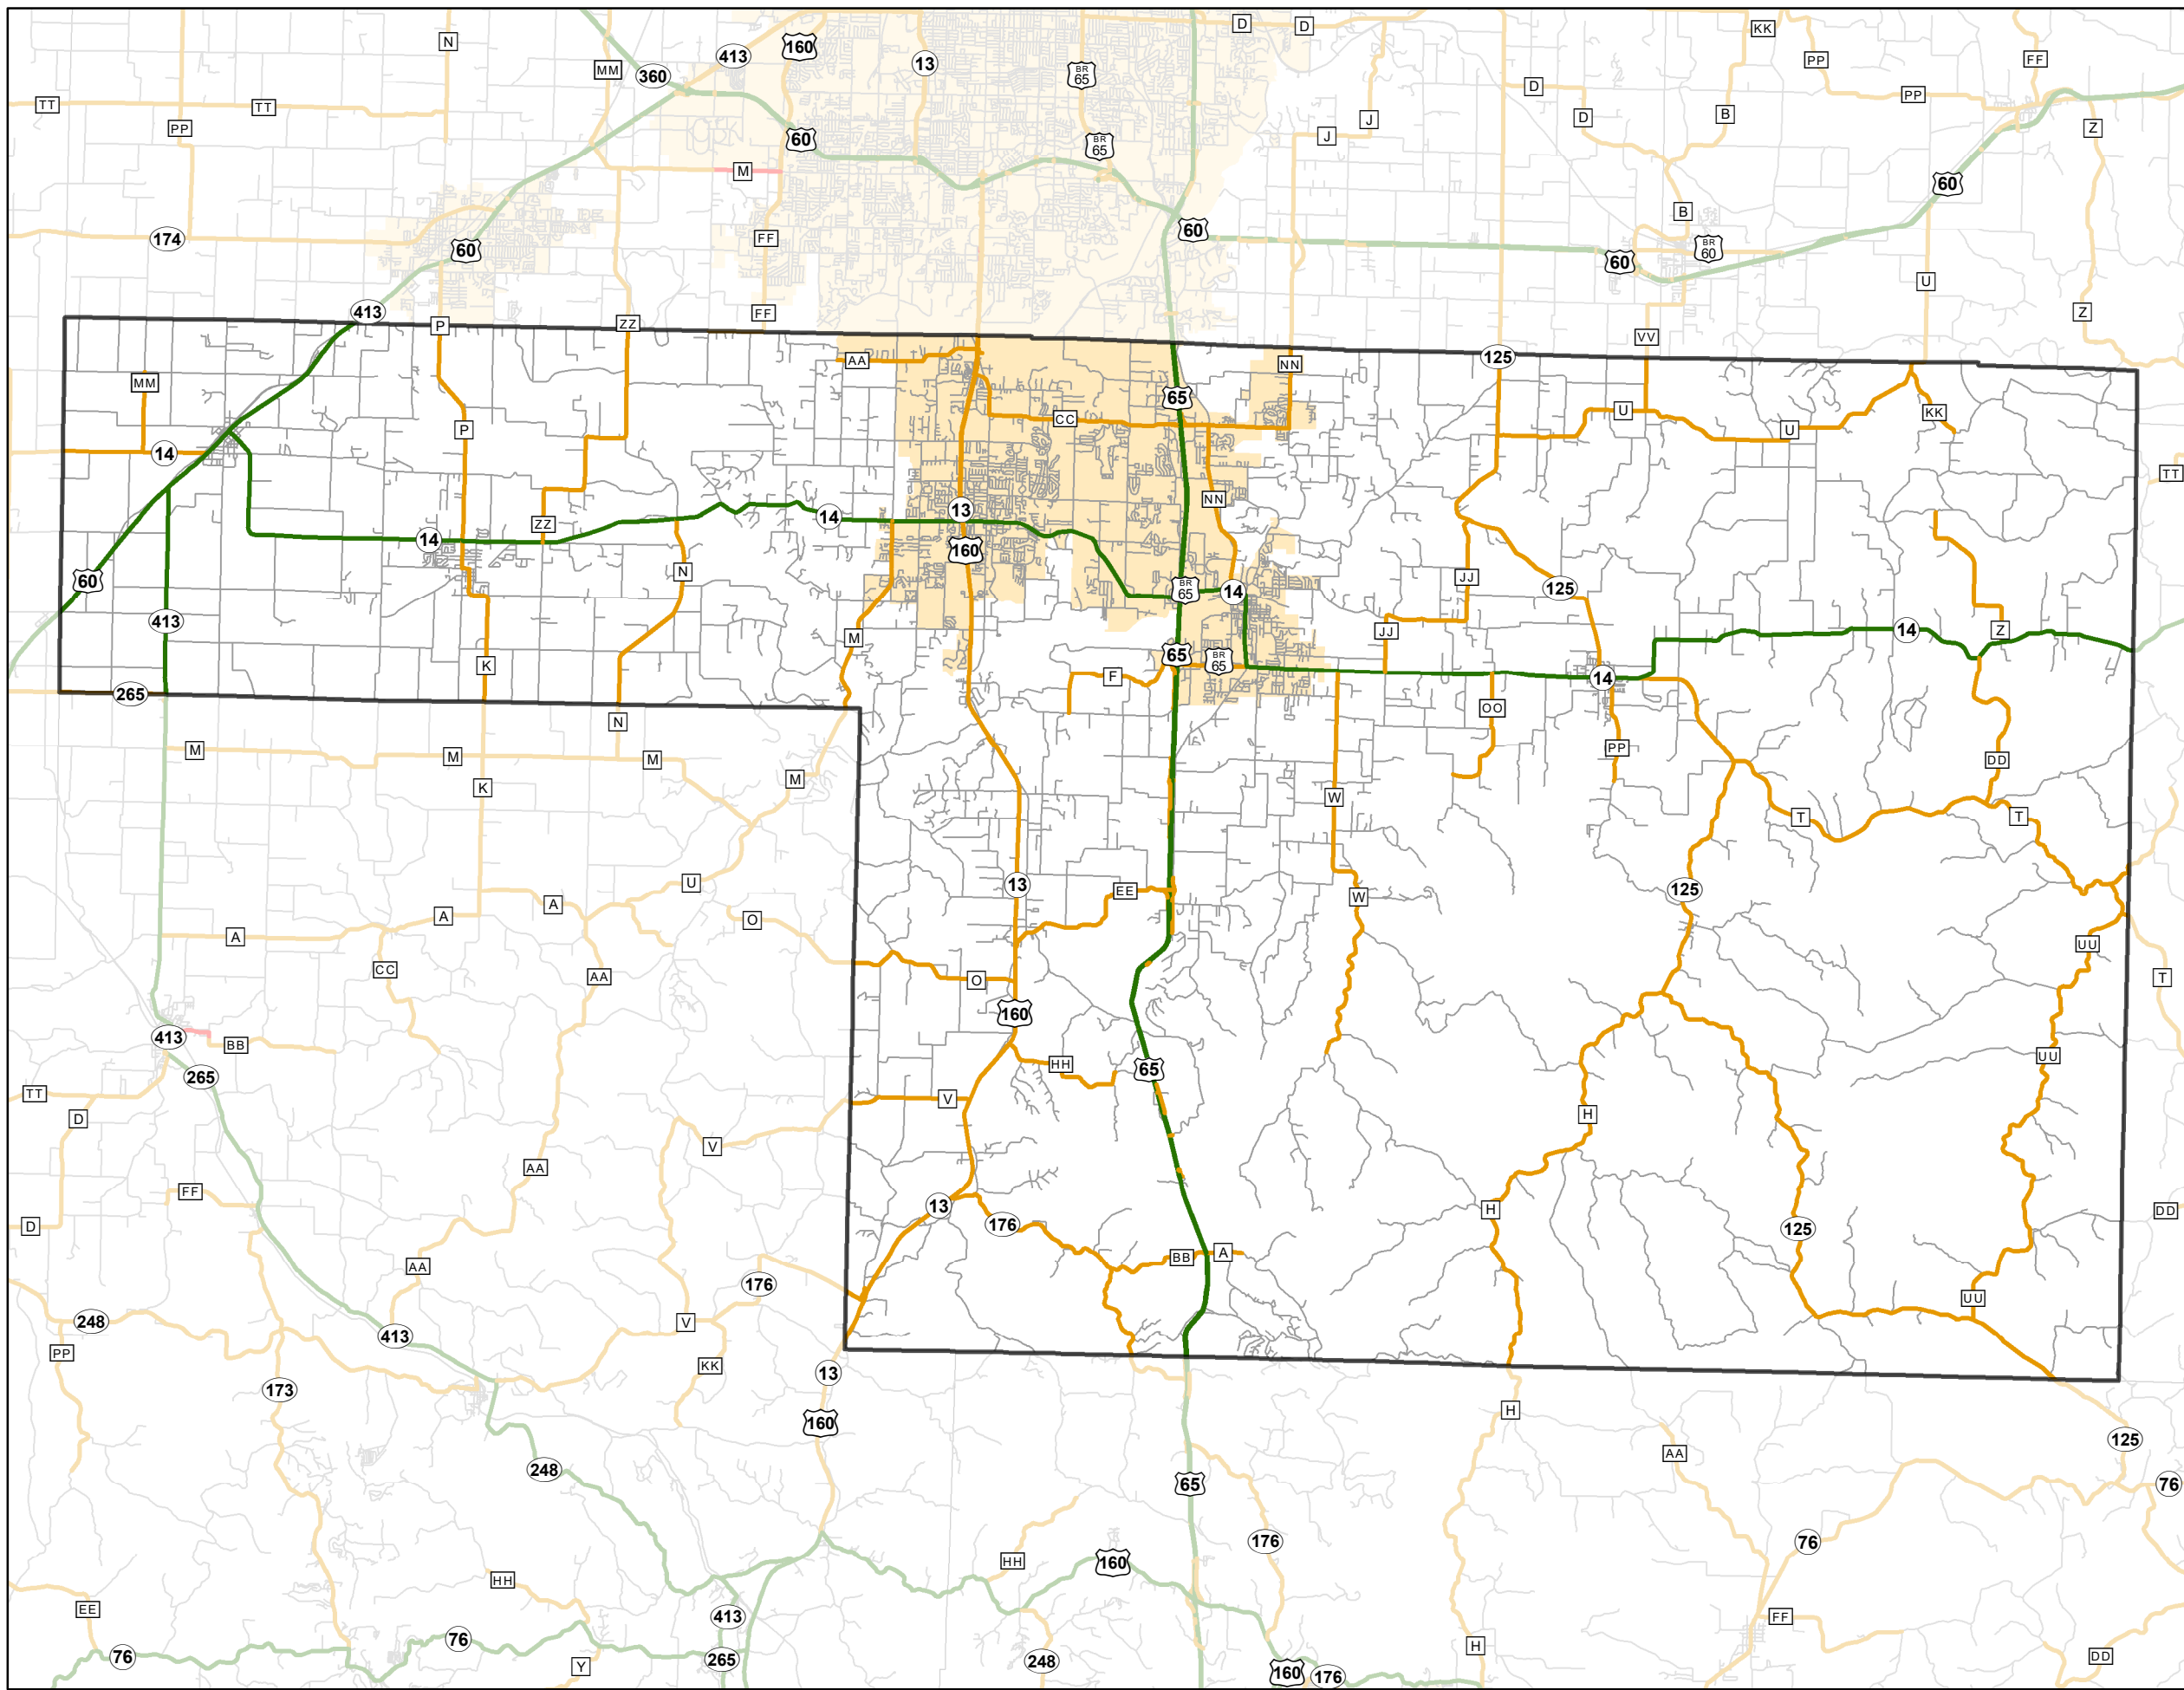 D
D
KK
N
160
413
13
PP
FF
MM
360
BR
65
D
PP
TT
TT
B
D
J
PP
J
Z
60
BR
65
M
60
B
174
FF
60
60
BR
60
60
U
413
FF
Z
P
ZZ
VV
125
AA
NN
MM
65
U
KK
CC
P
U
14
TT
NN
13
14
ZZ
14
160
N
JJ
60
125
BR
65
14
413
14
Z
JJ
M
65
BR
65
K
F
14
265
OO
N
PP
M
M
M
DD
M
K
W
T
T
U
13
EE
125
W
A
A
O
A
UU
CC
AA
O
T
160
413
BB
UU
HH
65
265
TT
V
H
D
V
AA
FF
13
H
DD
D
176
125
A
BB
AA
176
UU
248
V
413
PP
KK
13
173
H
160
125
AA
248
65
76
176
76
160
HH
HH
EE
413
FF
76
H
76
265
248
DD
Y
160
176